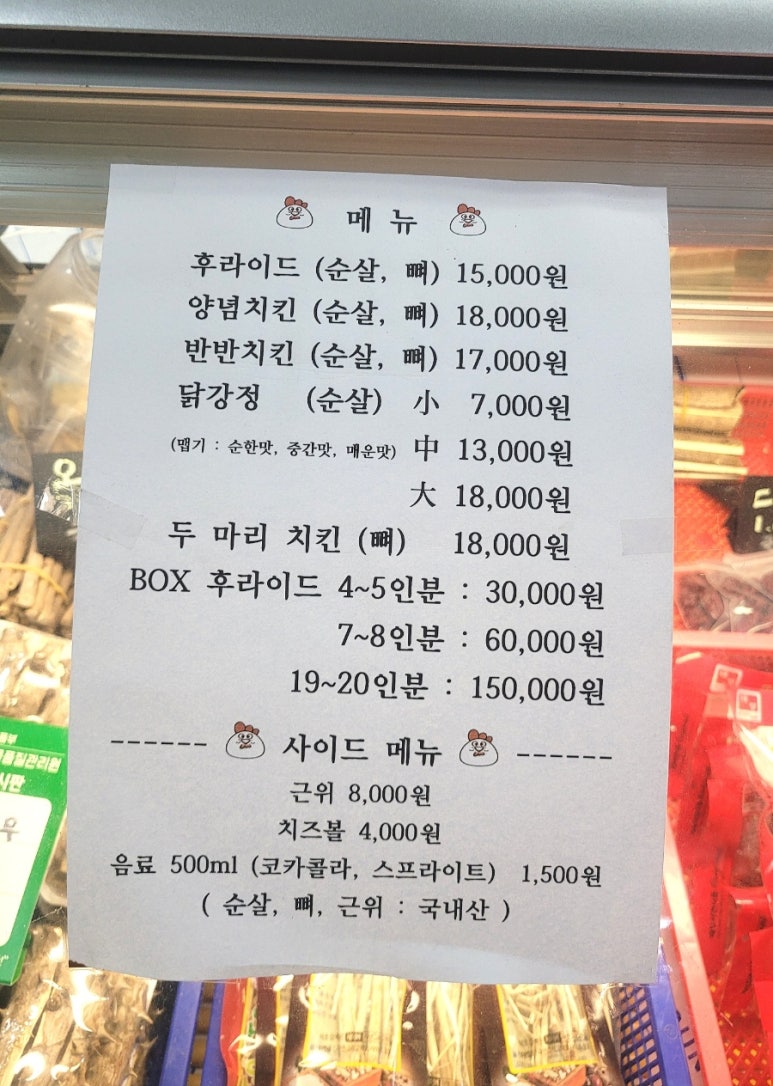 메뉴
후라이드 (순살, 뼈) 15,000원
양념치킨 (순살, 뼈) 18,000원
반반치킨 (순살, 뼈) 17,000원
닭강정 (순살) 小 7,000원
(맵기 : 순한맛, 중간맛, 매운맛) 中 13,000원
大 18,000원
두 마리 치킨 (뼈) 18,000원
BOX 후라이드 4~5인분 : 30,000원
7~8인분 : 60,000원
19~20인분 : 150,000원
------ 사이드 메뉴 ------
근위 8,000원
치즈볼 4,000원
음료 500ml (코카콜라, 스프라이트) 1,500원
( 순살, 뼈, 근위 : 국내산 )